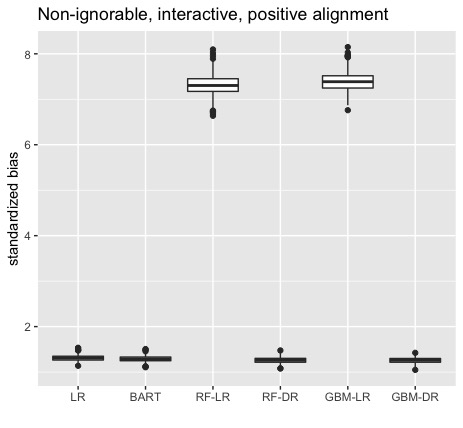 Non-ignorable, interactive, positive alignment
standardized bias
8
6
4
2
LR BART RF-LR RF-DR GBM-LR GBM-DR